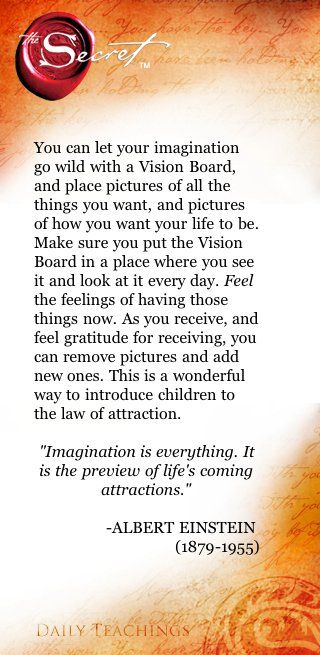 the Secret™
You can let your imagination
go wild with a Vision Board,
and place pictures of all the
things you want, and pictures
of how you want your life to be.
Make sure you put the Vision
Board in a place where you see
it and look at it every day. Feel
the feelings of having those
things now. As you receive, and
feel gratitude for receiving, you
can remove pictures and add
new ones. This is a wonderful
way to introduce children to
the law of attraction.
"Imagination is everything. It
is the preview of life's coming
attractions."
-ALBERT EINSTEIN
(1879-1955)
DAILY TEACHINGS